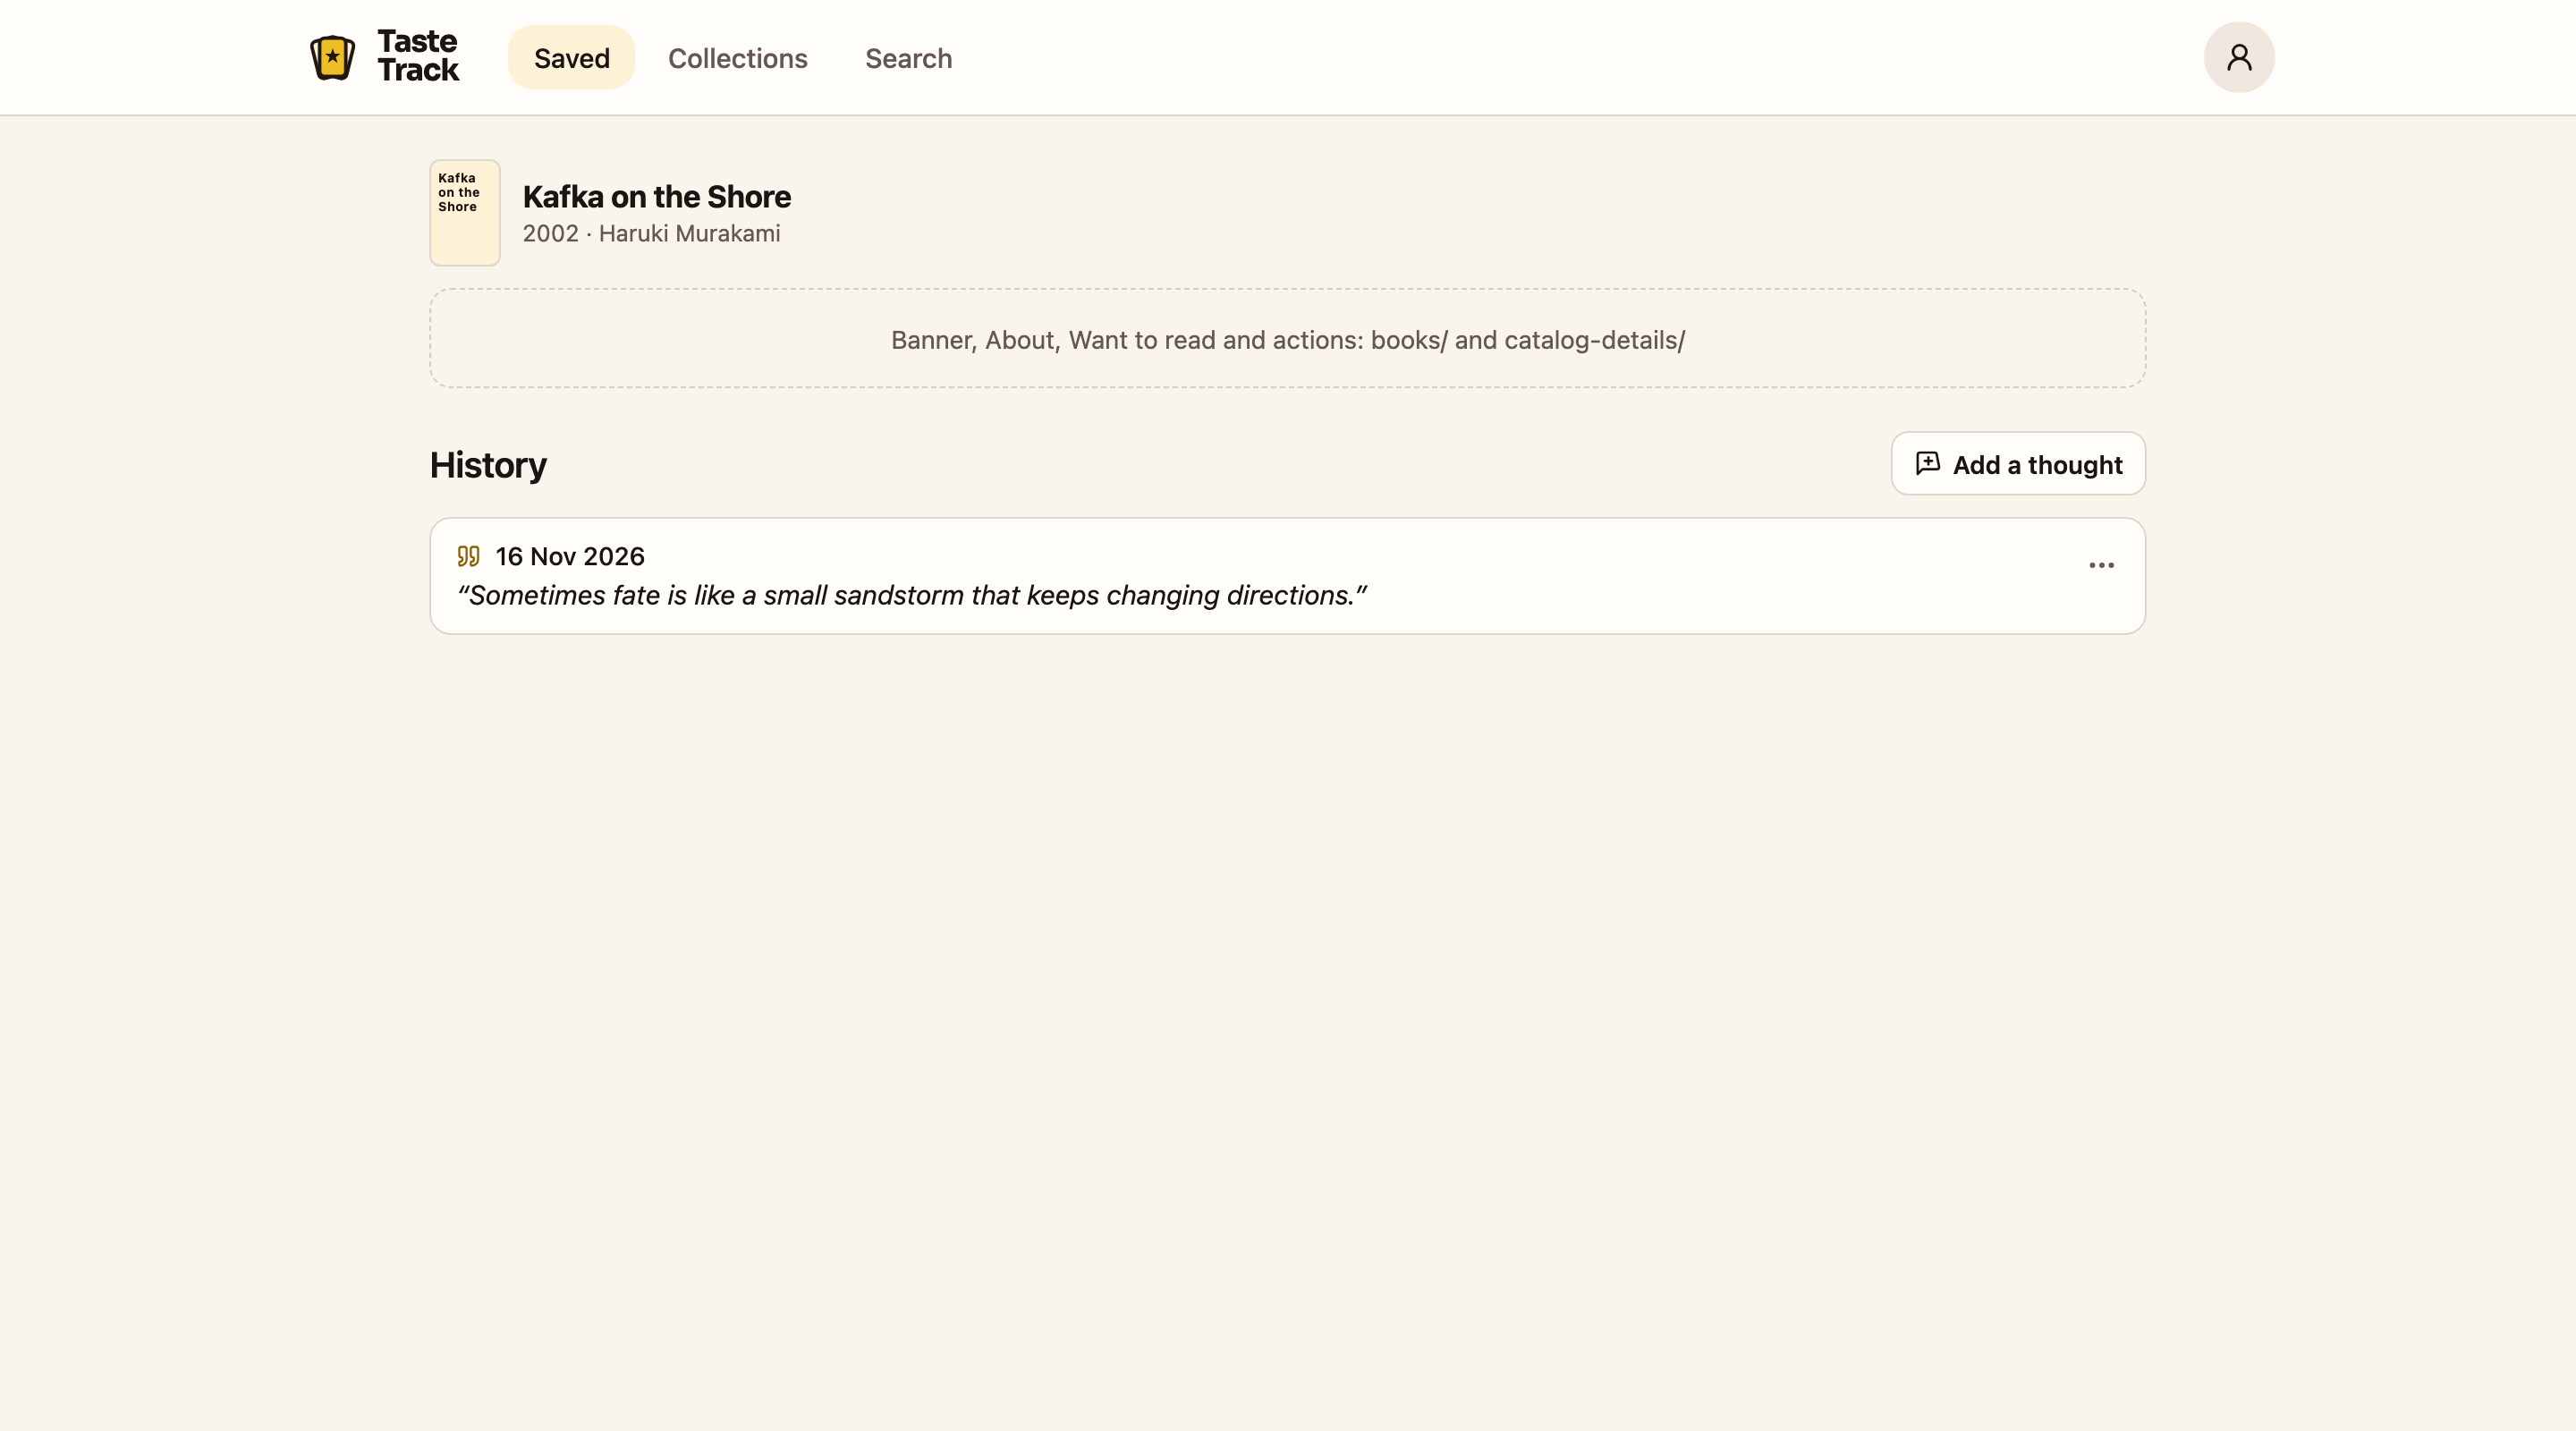 Taste
Track
Saved
Collections
Search
Kafka
on the
Shore
Kafka on the Shore
2002 · Haruki Murakami
Banner, About, Want to read and actions: books/ and catalog-details/
History
Add a thought
16 Nov 2026
“Sometimes fate is like a small sandstorm that keeps changing directions.”